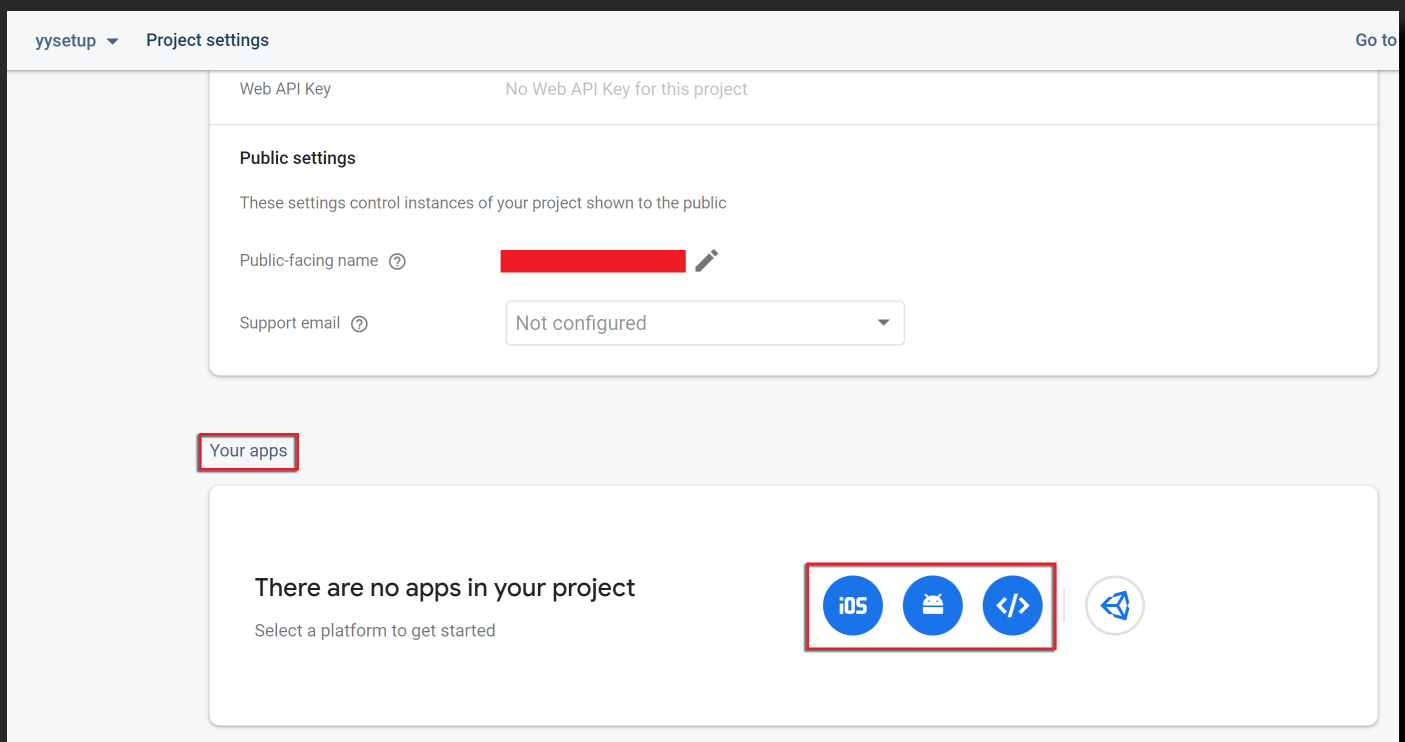 yysetup Project settings Go to
Web API Key No Web API Key for this project
Public settings
These settings control instances of your project shown to the public
Public-facing name ?
Support email ? Not configured
Your apps
There are no apps in your project
iOS </>
Select a platform to get started